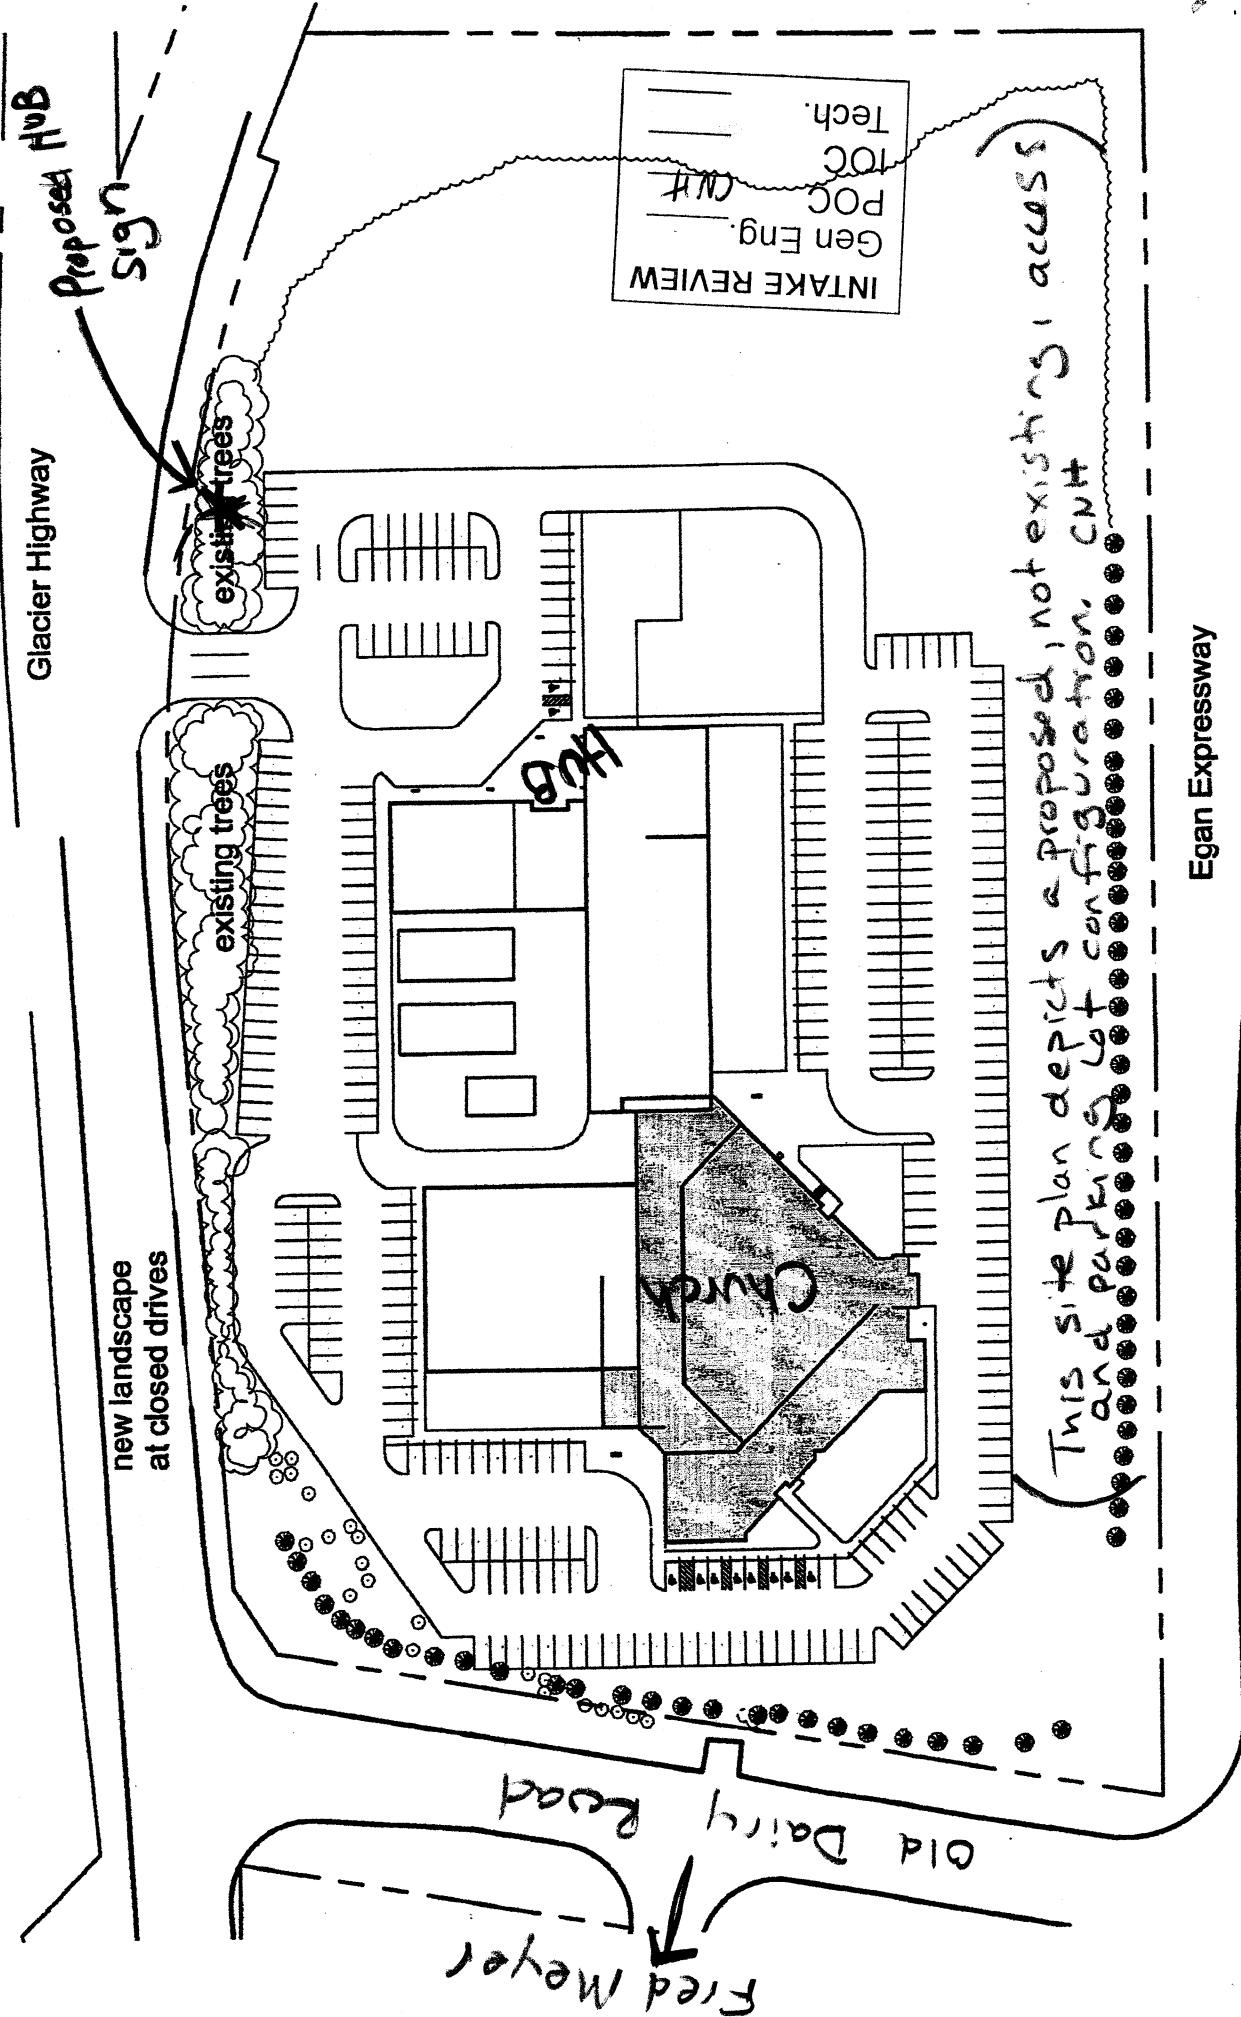 Proposed HUB
Sign
Glacier Highway
existing trees
existing trees
new landscape
at closed drives
INTAKE REVIEW
Gen Eng.
POC CNH
IOC
Tech.
HUB
Church
This site plan depicts a proposed, not existing, access
and parking lot configuration. CNH
Egan Expressway
Old Dairy Road
Fred Meyer